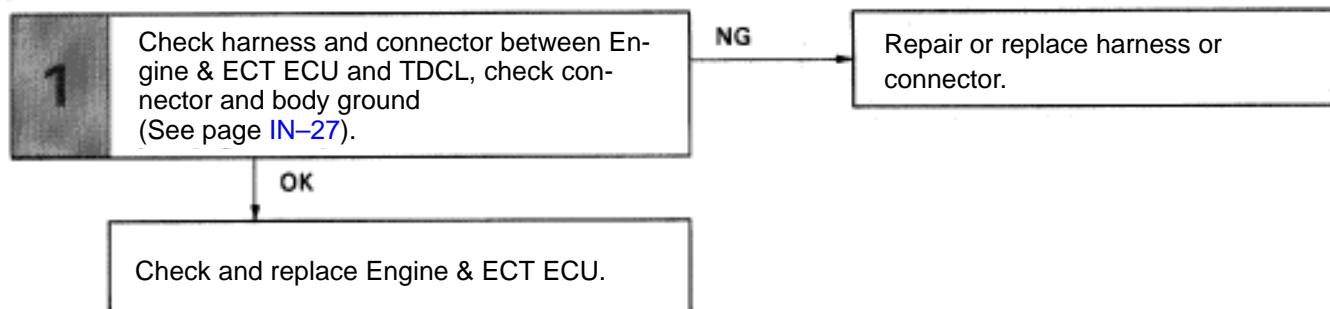 1
Check harness and connector between En-
gine & ECT ECU and TDCL, check con-
nector and body ground
(See page IN–27).
NG
Repair or replace harness or
connector.
OK
Check and replace Engine & ECT ECU.